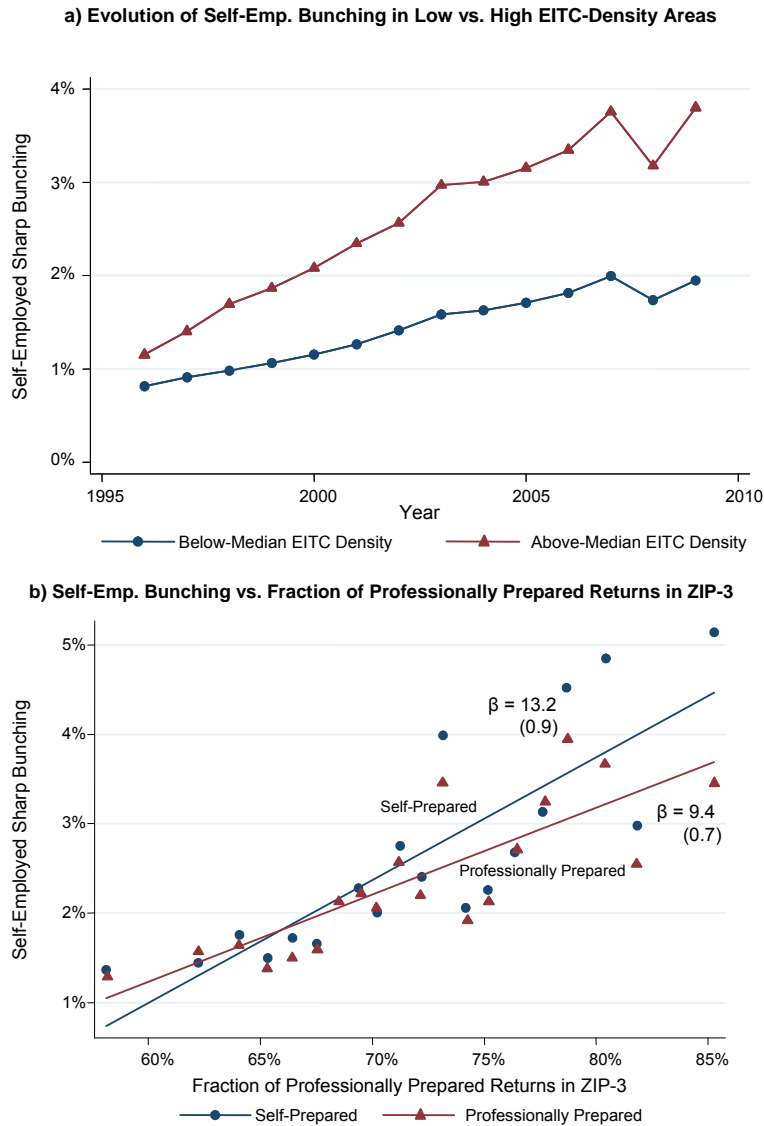 a) Evolution of Self-Emp. Bunching in Low vs. High EITC-Density Areas
4%
3%
2%
1%
0%
Self-Employed Sharp Bunching
1995
2000
2005
2010
Year
Below-Median EITC Density
Above-Median EITC Density
b) Self-Emp. Bunching vs. Fraction of Professionally Prepared Returns in ZIP-3
5%
4%
3%
2%
1%
Self-Employed Sharp Bunching
β = 13.2
(0.9)
Self-Prepared
β = 9.4
(0.7)
Professionally Prepared
60%
65%
70%
75%
80%
85%
Fraction of Professionally Prepared Returns in ZIP-3
Self-Prepared
Professionally Prepared